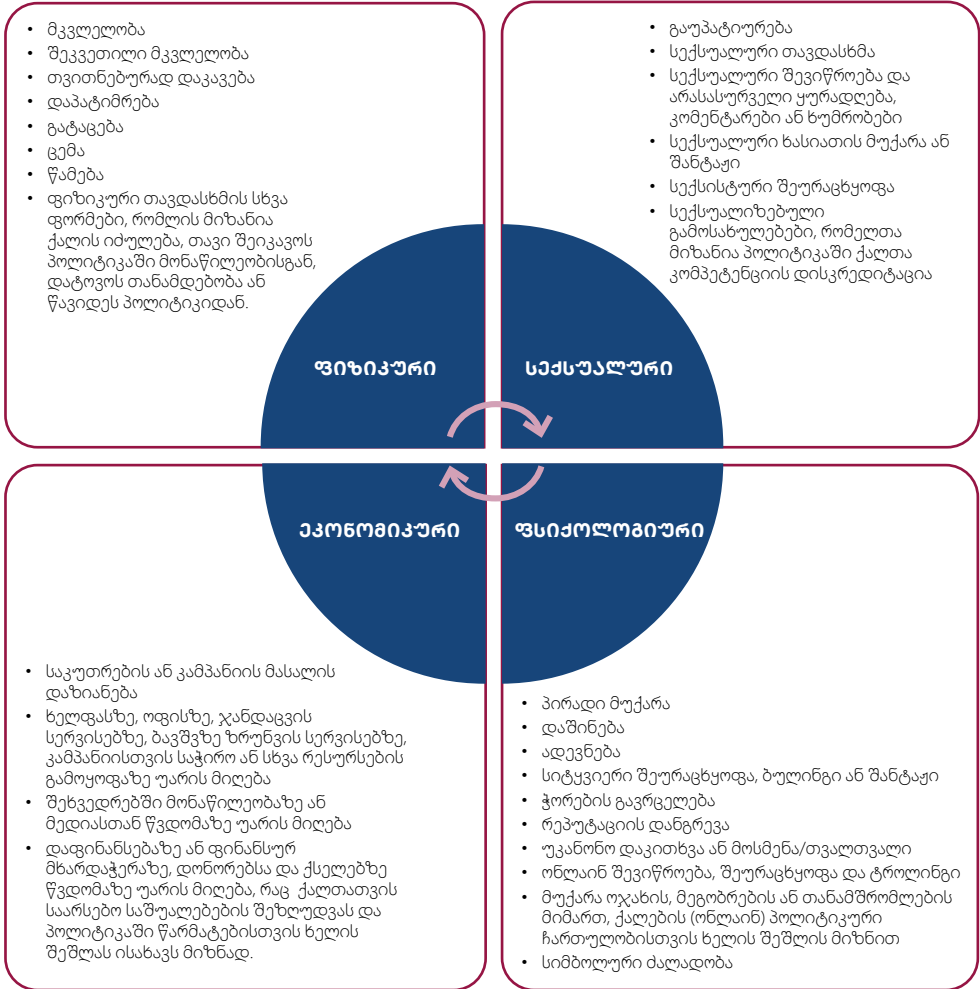 • მკვლელობა
• შეკვეთილი მკვლელობა
• თვითნებურად დაკავება
• დაპატიმრება
• გატაცება
• ცემა
• წამება
• ფიზიკური თავდასხმის სხვა
ფორმები, რომლის მიზანია
ქალის იძულება, თავი შეიკავოს
პოლიტიკაში მონაწილეობისგან,
დატოვოს თანამდებობა ან
წავიდეს პოლიტიკიდან.
ფიზიკური
• გაუპატიურება
• სექსუალური თავდასხმა
• სექსუალური შევიწროება და
არასასურველი ყურადღება,
კომენტარები ან ხუმრობები
• სექსუალური ხასიათის მუქარა ან
შანტაჟი
• სექსისტური შეურაცხყოფა
• სექსუალიზებული
გამოსახულებები, რომელთა
მიზანია პოლიტიკაში ქალთა
კომპეტენციის დისკრედიტაცია
სექსუალური
ეკონომიკური
• საკუთრების ან კამპანიის მასალის
დაზიანება
• ხელფასზე, ოფისზე, ჯანდაცვის
სერვისებზე, ბავშვზე ზრუნვის სერვისებზე,
კამპანიისთვის საჭირო ან სხვა რესურსების
გამოყოფაზე უარის მიღება
• შეხვედრებში მონაწილეობაზე ან
მედიასთან წვდომაზე უარის მიღება
• დაფინანსებაზე ან ფინანსურ
მხარდაჭერაზე, დონორებსა და ქსელებზე
წვდომაზე უარის მიღება, რაც ქალთათვის
საარსებო საშუალებების შეზღუდვას და
პოლიტიკაში წარმატებისთვის ხელის
შეშლას ისახავს მიზნად.
ფსიქოლოგიური
• პირადი მუქარა
• დაშინება
• ადევნება
• სიტყვიერი შეურაცხყოფა, ბულინგი ან შანტაჟი
• ჭორების გავრცელება
• რეპუტაციის დანგრევა
• უკანონო დაკითხვა ან მოსმენა/თვალთვალი
• ონლაინ შევიწროება, შეურაცხყოფა და ტროლინგი
• მუქარა ოჯახის, მეგობრების ან თანამშრომლების
მიმართ, ქალების (ონლაინ) პოლიტიკური
ჩართულობისთვის ხელის შეშლის მიზნით
• სიმბოლური ძალადობა